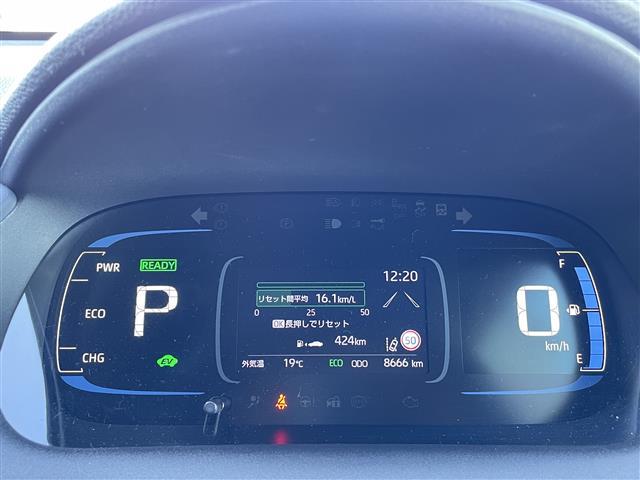 PWR READY
ECO
CHG
P
EV
12:20
リセット間平均 16.1km/L
0 25 50
OK長押しでリセット
424km
50
外気温 19℃ ECO ODO 8666 km
F
0
km/h
E